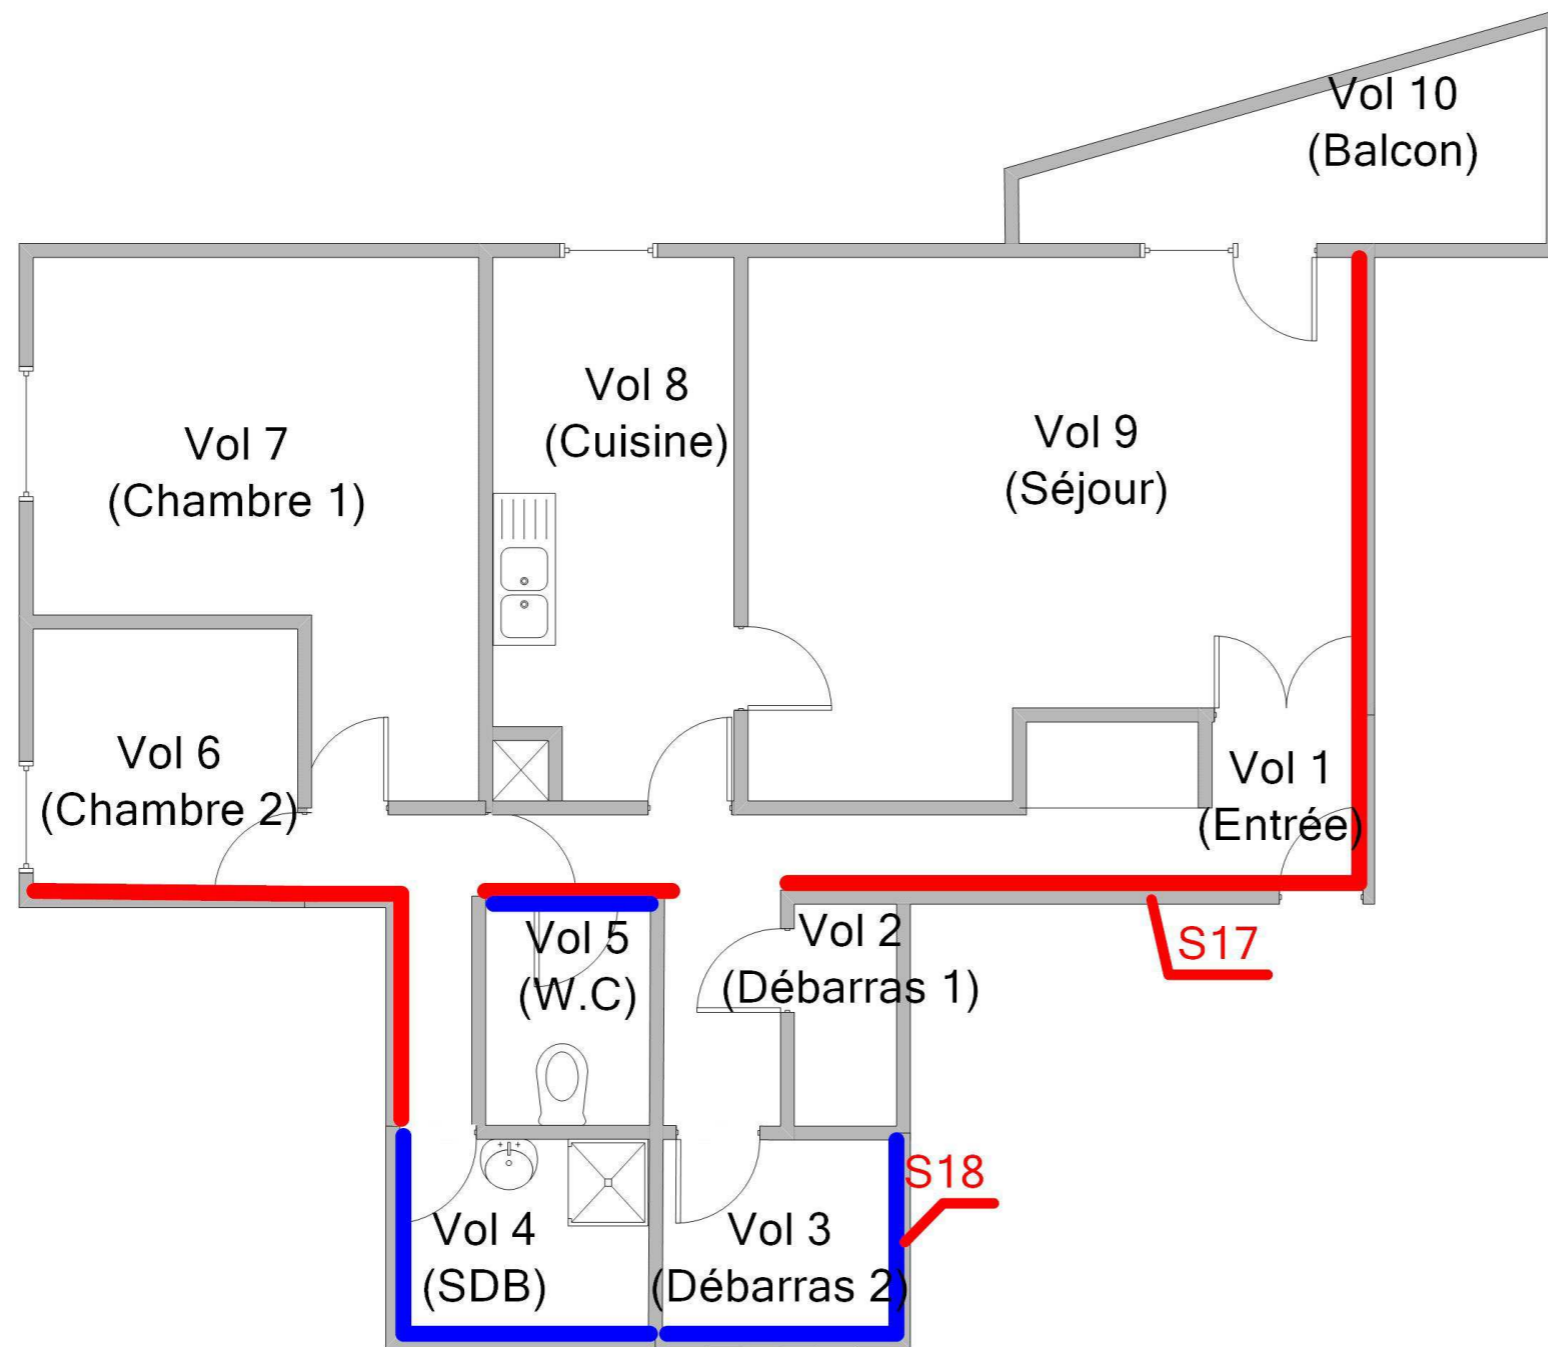 Vol 10
(Balcon)
Vol 8
(Cuisine)
Vol 9
(Séjour)
Vol 7
(Chambre 1)
Vol 6
(Chambre 2)
Vol 1
(Entrée)
Vol 5
(W.C)
Vol 2
(Débarras 1)
S17
S18
Vol 4
(SDB)
Vol 3
(Débarras 2)